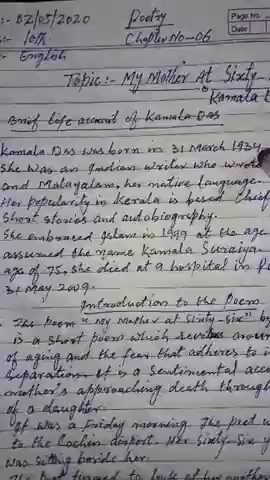 :- 02/05/2020 Poetry Page No.
:- 10th Chapter No-06 Date
:- English
Topic:- My Mother At Sixty
Kamala
Brief life account of Kamala Das
Kamala Das was born in 31 March 1934
She was an Indian writer who wrote
and Malayalam, her native language.
Her popularity in Kerala is based chief
short stories and autobiography.
She embraced Islam in 1999 at the age
assumed the name Kamala Suraiya.
age of 75, she died at a hospital in
31 May 2009.
Introduction to the Poem
The poem "My Mother at Sixty-six" by
is a short poem which around
of aging and the fear that adheres to
separation. It is a sentimental acco
mother's approaching death through
of a daughter.
It was a Friday morning. The poet w
to the Cochin airport. Her sixty-six y
was sitting beside her.
The poet turned to look at her mother